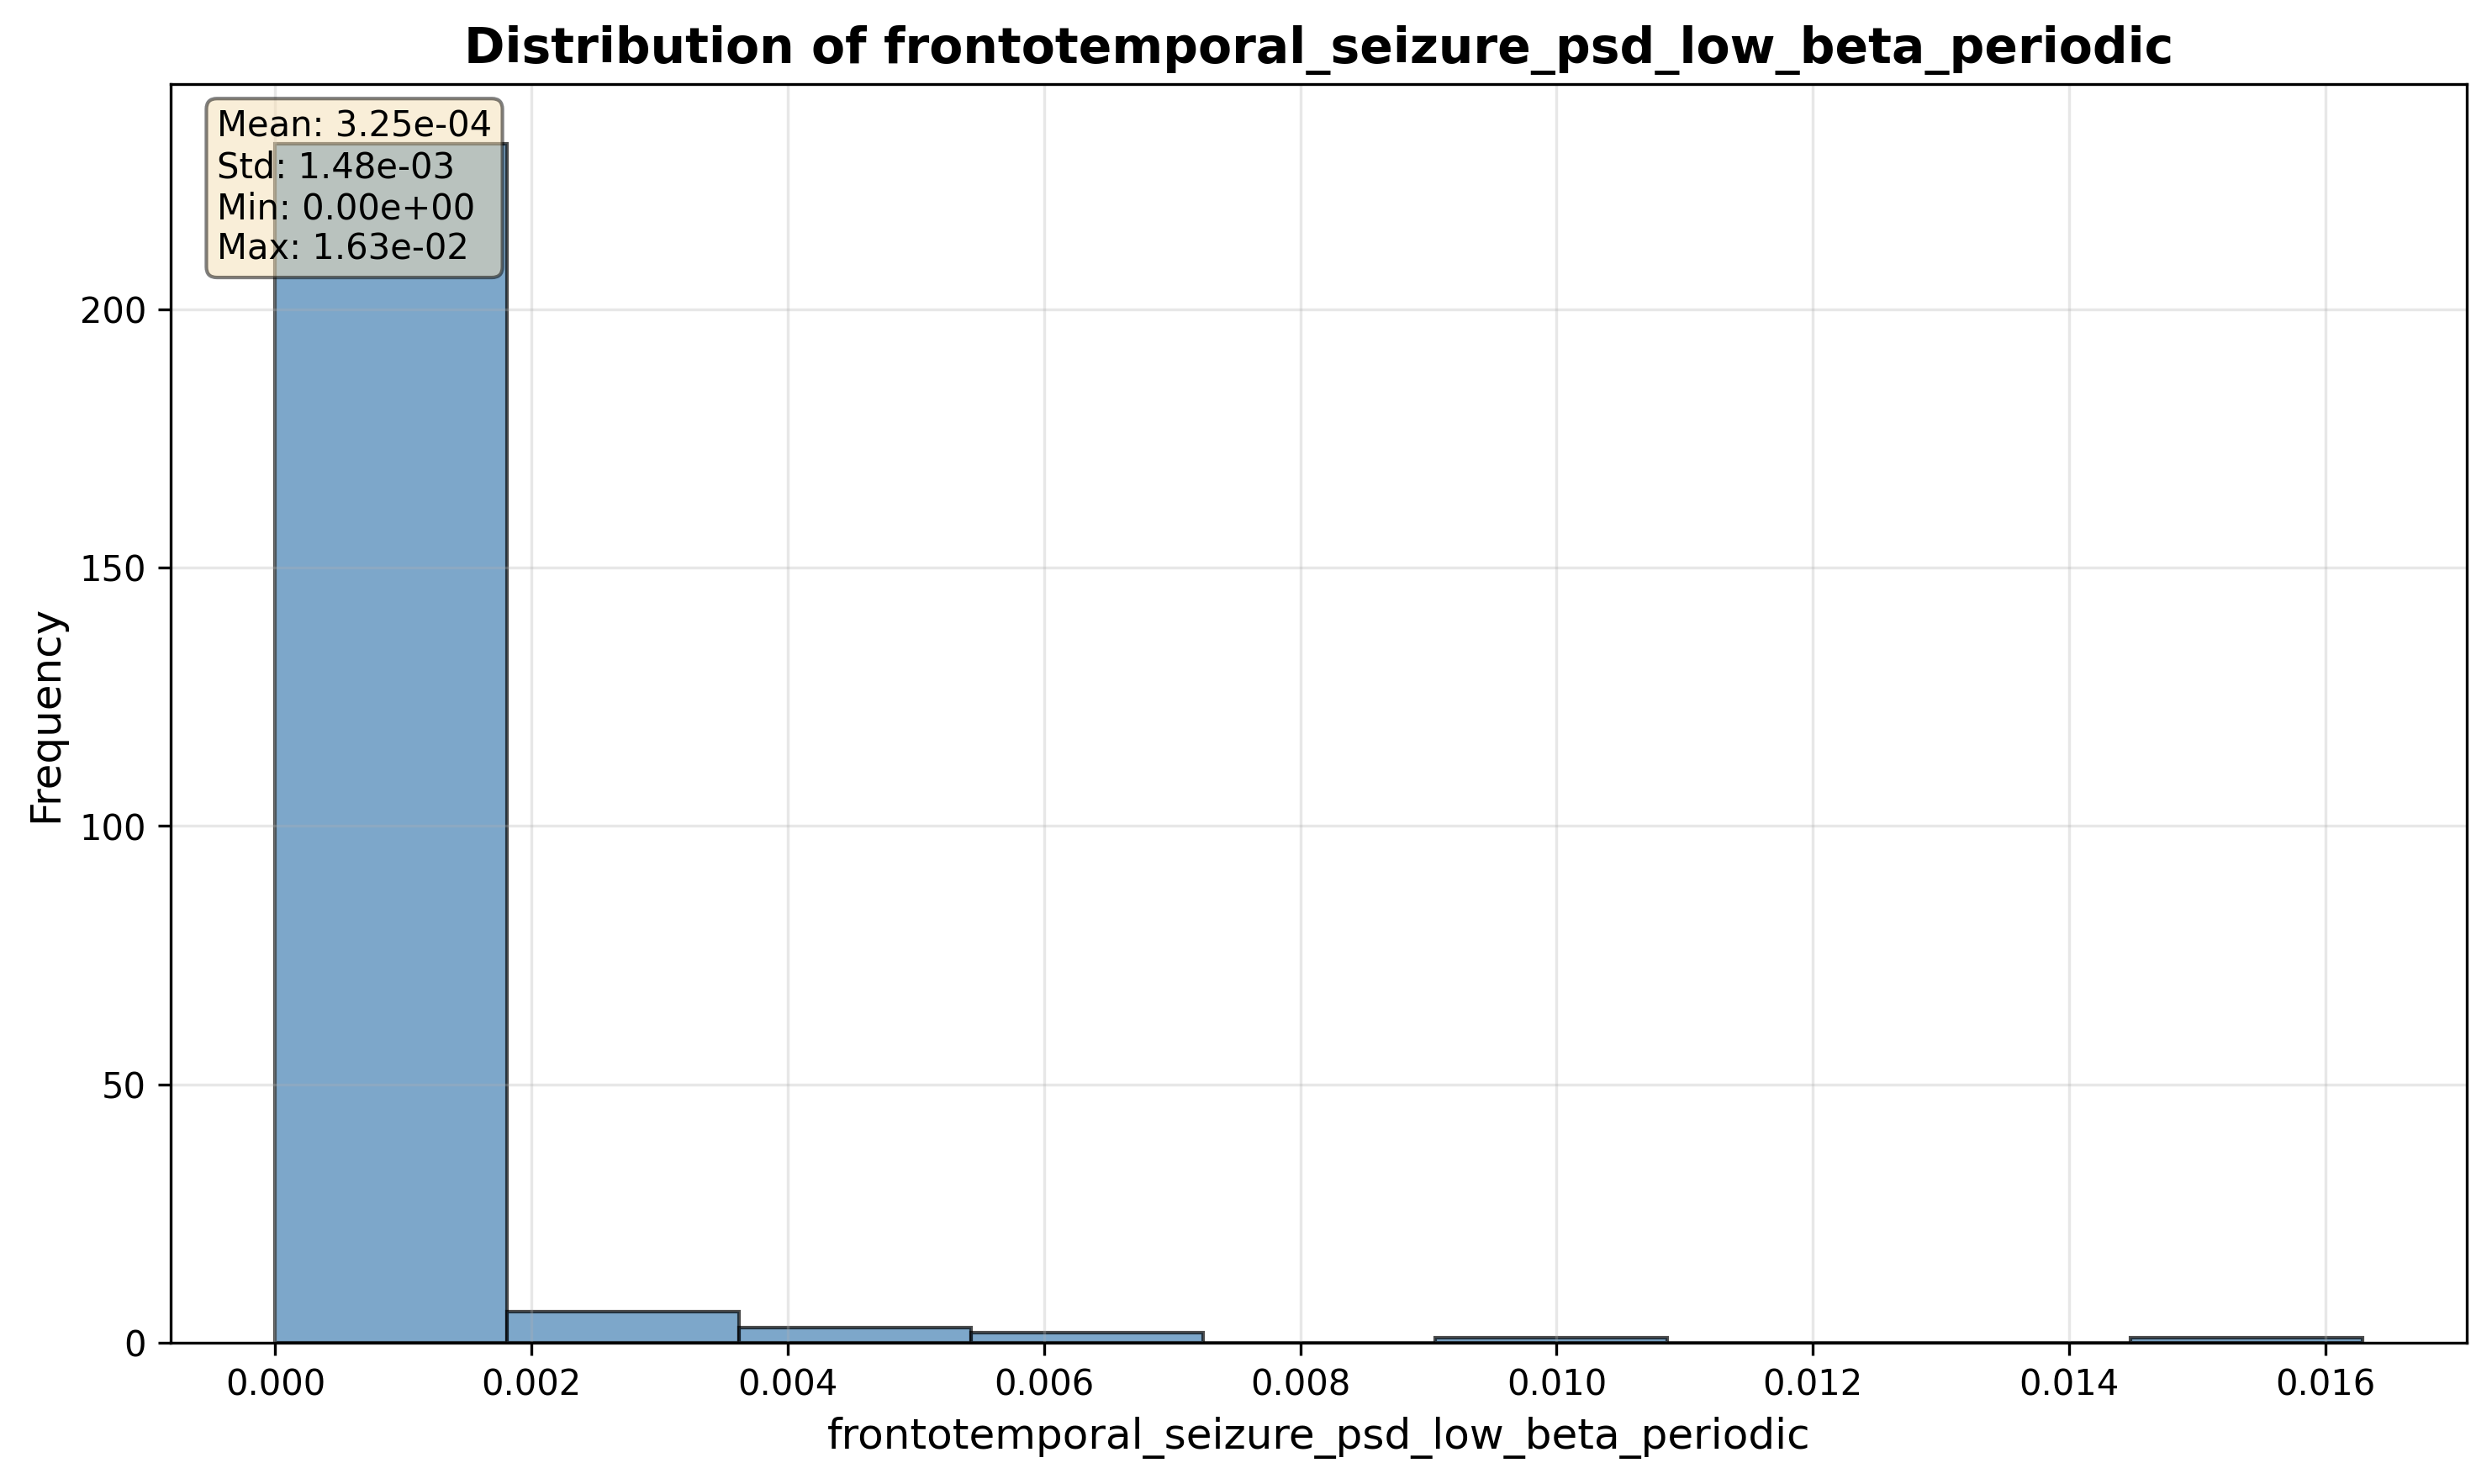 Distribution of frontotemporal_seizure_psd_low_beta_periodic
Mean: 3.25e-04
Std: 1.48e-03
Min: 0.00e+00
Max: 1.63e-02
Frequency
200
150
100
50
0
0.000 0.002 0.004 0.006 0.008 0.010 0.012 0.014 0.016
frontotemporal_seizure_psd_low_beta_periodic